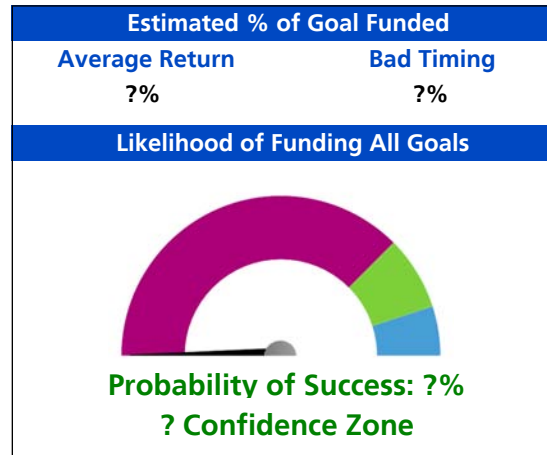 Estimated % of Goal Funded
Average Return Bad Timing
?% ?%
Likelihood of Funding All Goals
Probability of Success: ?%
? Confidence Zone